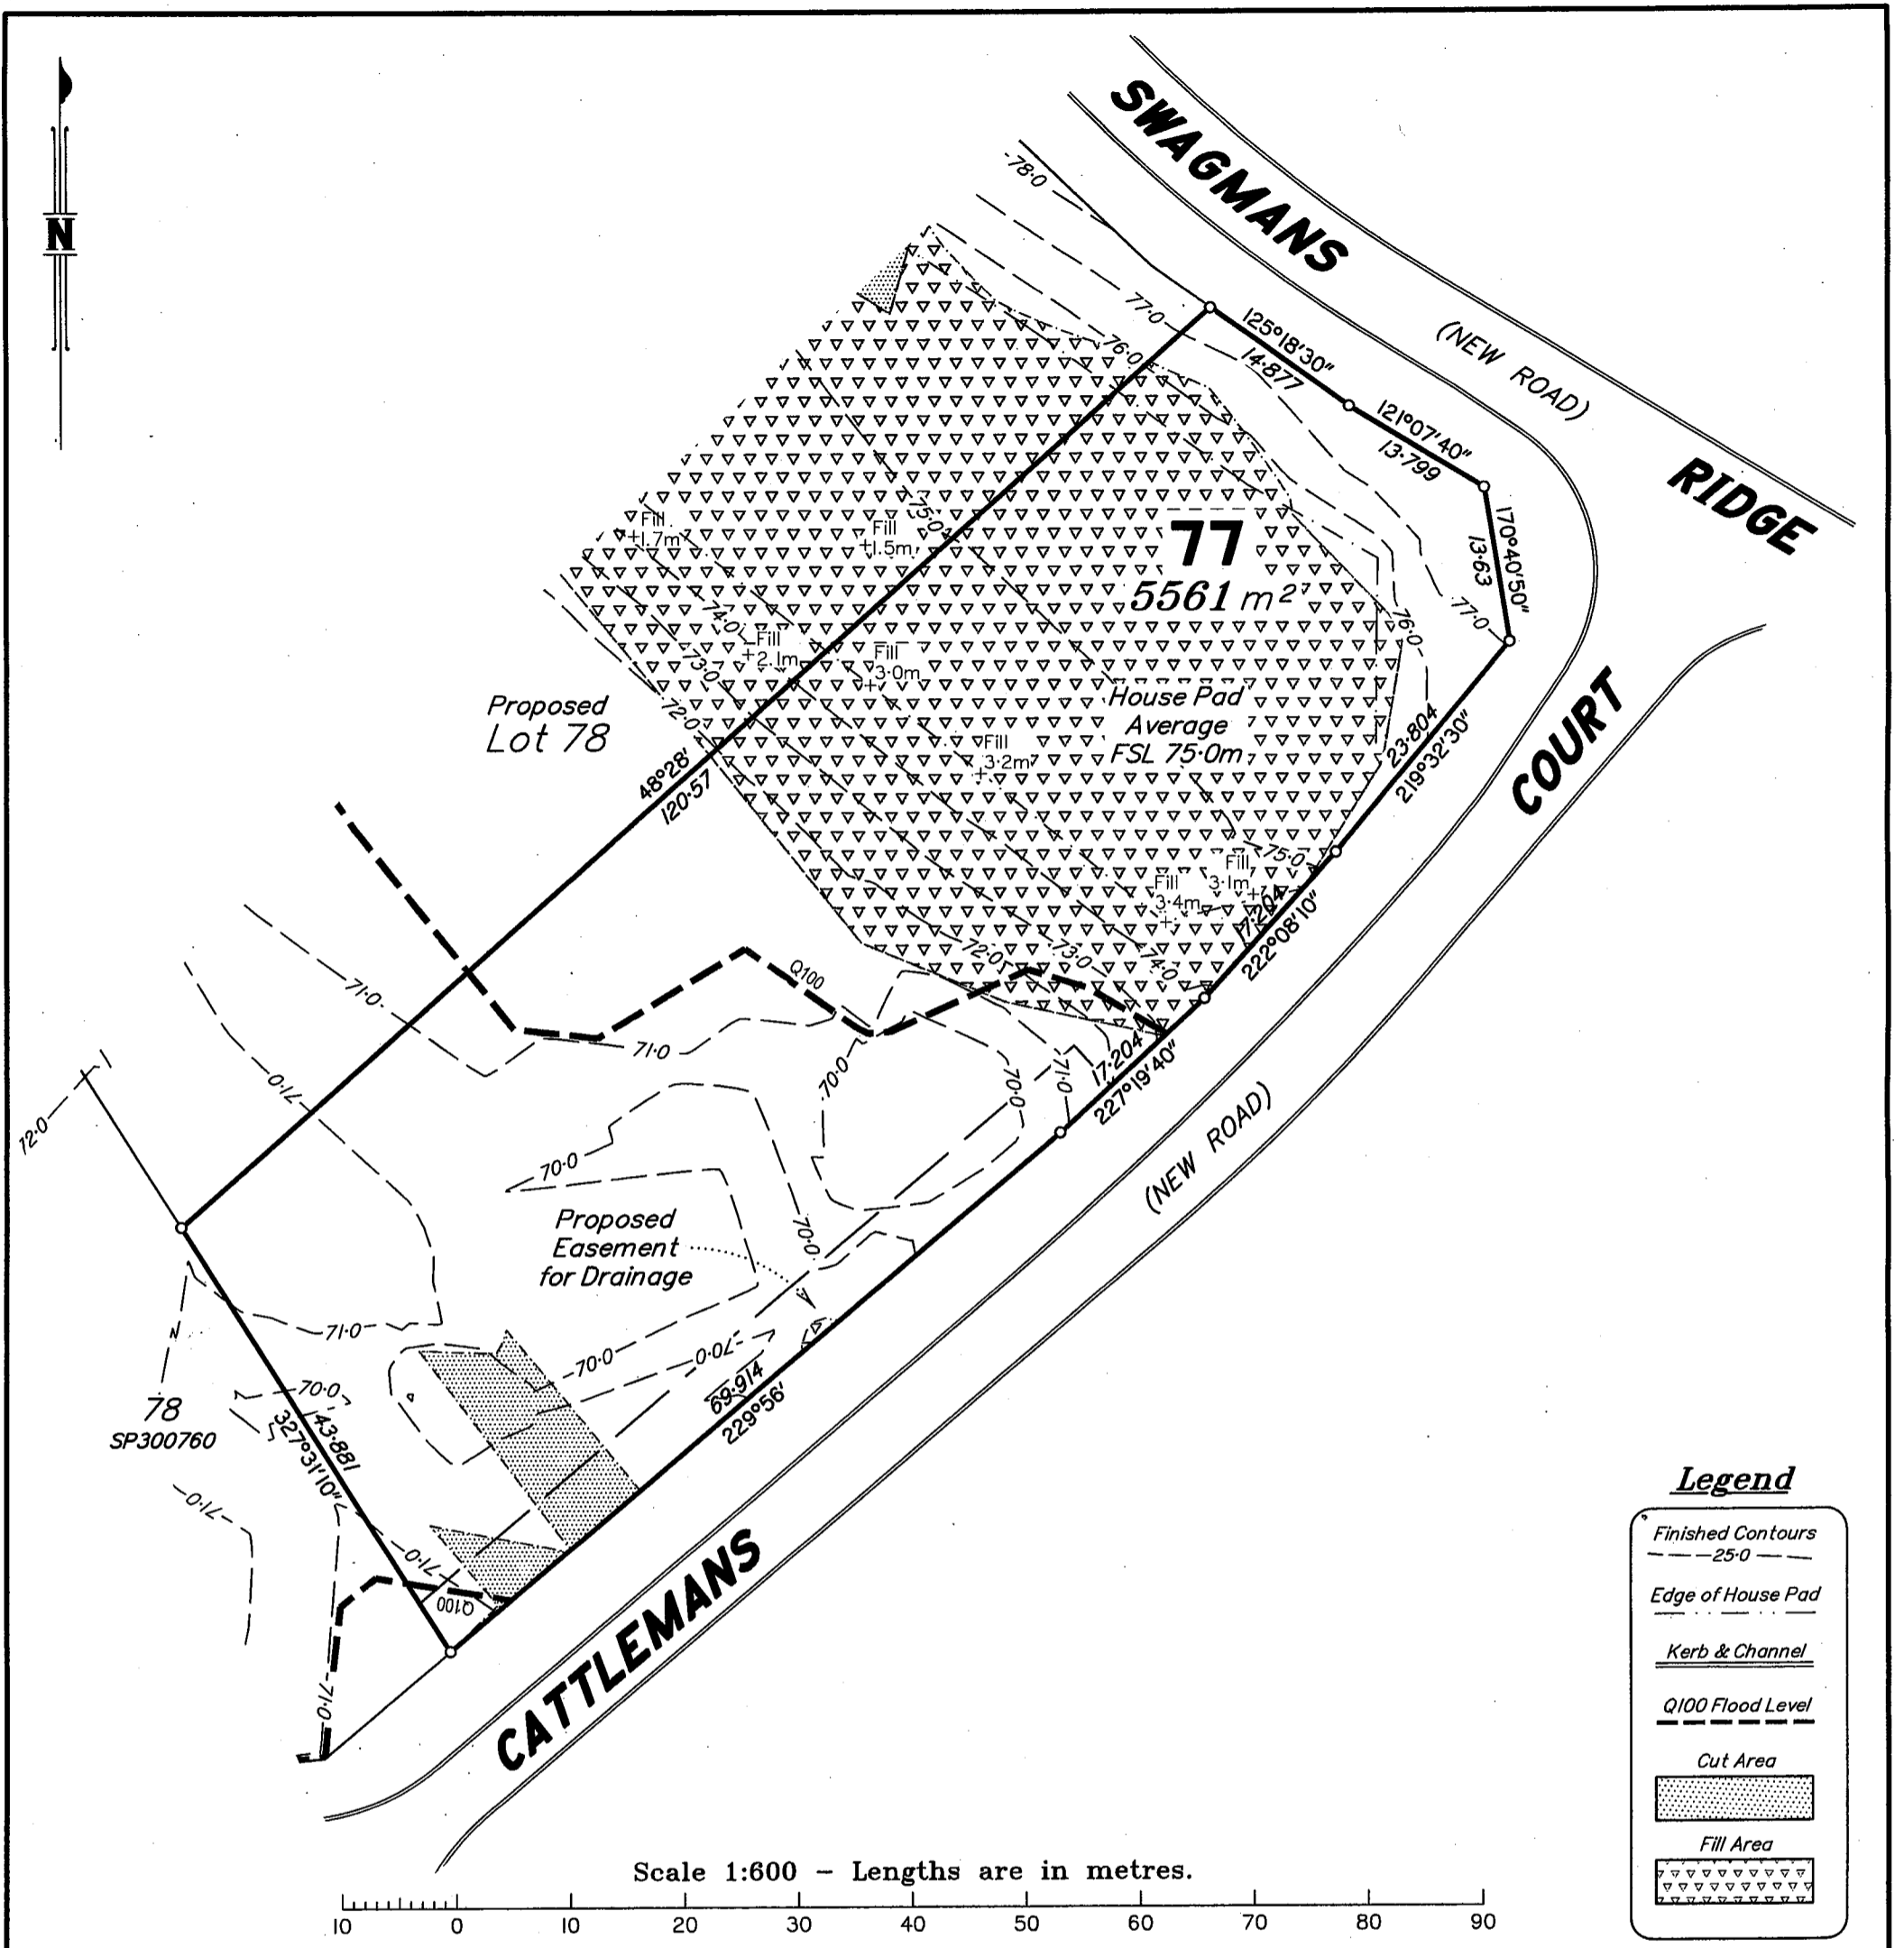 N
SWAGMANS
RIDGE
(NEW ROAD)
78·0
77·0
76·0
125°18'30"
14·877
121°07'40"
13·799
170°40'50"
13·63
77·0
76·0
75·0
77
5561 m²
Fill
1.7m
Fill
1.5m
74·0
Fill
2.1m
Fill
3·0m
73·0
72·0
Proposed
Lot 78
House Pad
Average
FSL 75·0m
Fill
3·2m
48°28'
120·57
23·804
219°32'30"
COURT
75·0
Fill
3·1m
Fill
3·4m
17·204
222°08'10"
72·0
73·0
74·0
Q100
71·0
71·0
71·0
70·0
70·0
71·0
17·204
227°19'40"
72·0
70·0
70·0
(NEW ROAD)
Proposed
Easement
for Drainage
71·0
70·0
70·0
70·0
69·914
229°56'
78
SP300760
43·881
327°31'10"
71·0
71·0
Q100
71·0
CATTLEMANS
Legend
Finished Contours
25·0
Edge of House Pad
Kerb & Channel
Q100 Flood Level
Cut Area
Fill Area
Scale 1:600 – Lengths are in metres.
10 0 10 20 30 40 50 60 70 80 90